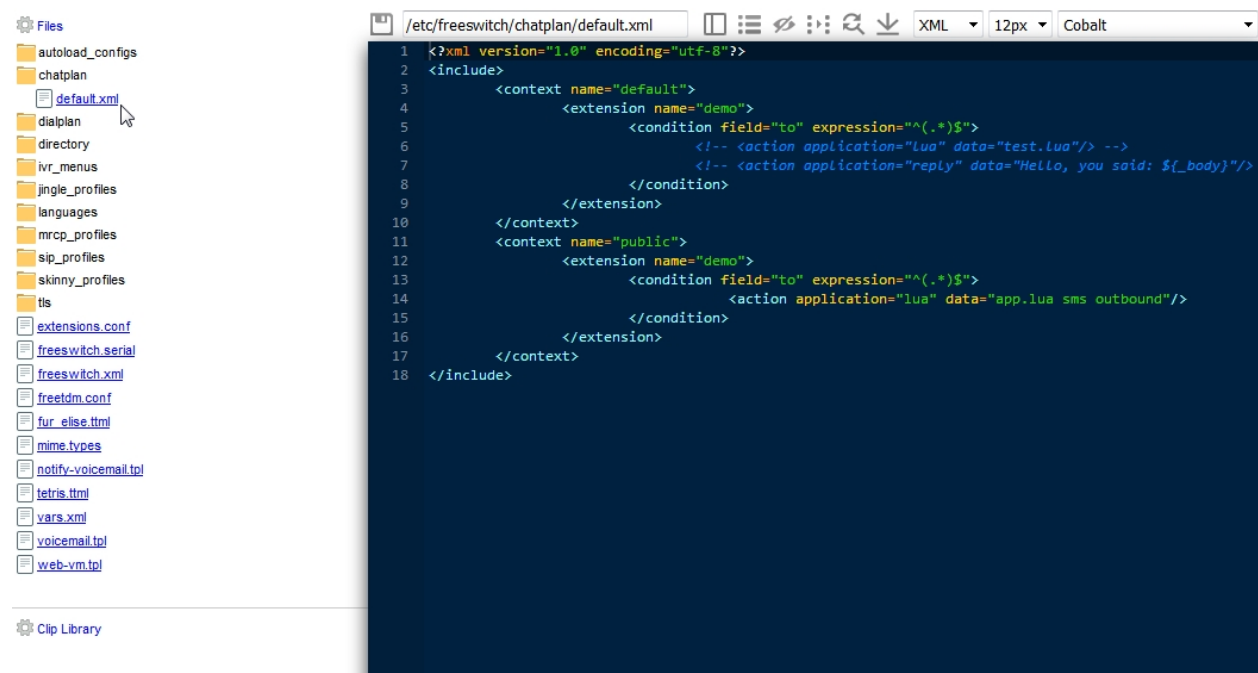 Files
autoload_configs
chatplan
default.xml
dialplan
directory
ivr_menus
jingle_profiles
languages
mrcp_profiles
sip_profiles
skinny_profiles
tls
extensions.conf
freeswitch.serial
freeswitch.xml
freetdm.conf
fur_elise.ttml
mime.types
notify-voicemail.tpl
tetris.ttml
vars.xml
voicemail.tpl
web-vm.tpl
Clip Library
/etc/freeswitch/chatplan/default.xml XML 12px Cobalt
1 <?xml version="1.0" encoding="utf-8"?>
2 <include>
3 <context name="default">
4 <extension name="demo">
5 <condition field="to" expression="^(.*)$">
6 <!-- <action application="lua" data="test.lua"/> -->
7 <!-- <action application="reply" data="Hello, you said: ${_body}"/>
8 </condition>
9 </extension>
10 </context>
11 <context name="public">
12 <extension name="demo">
13 <condition field="to" expression="^(.*)$">
14 <action application="lua" data="app.lua sms outbound"/>
15 </condition>
16 </extension>
17 </context>
18 </include>